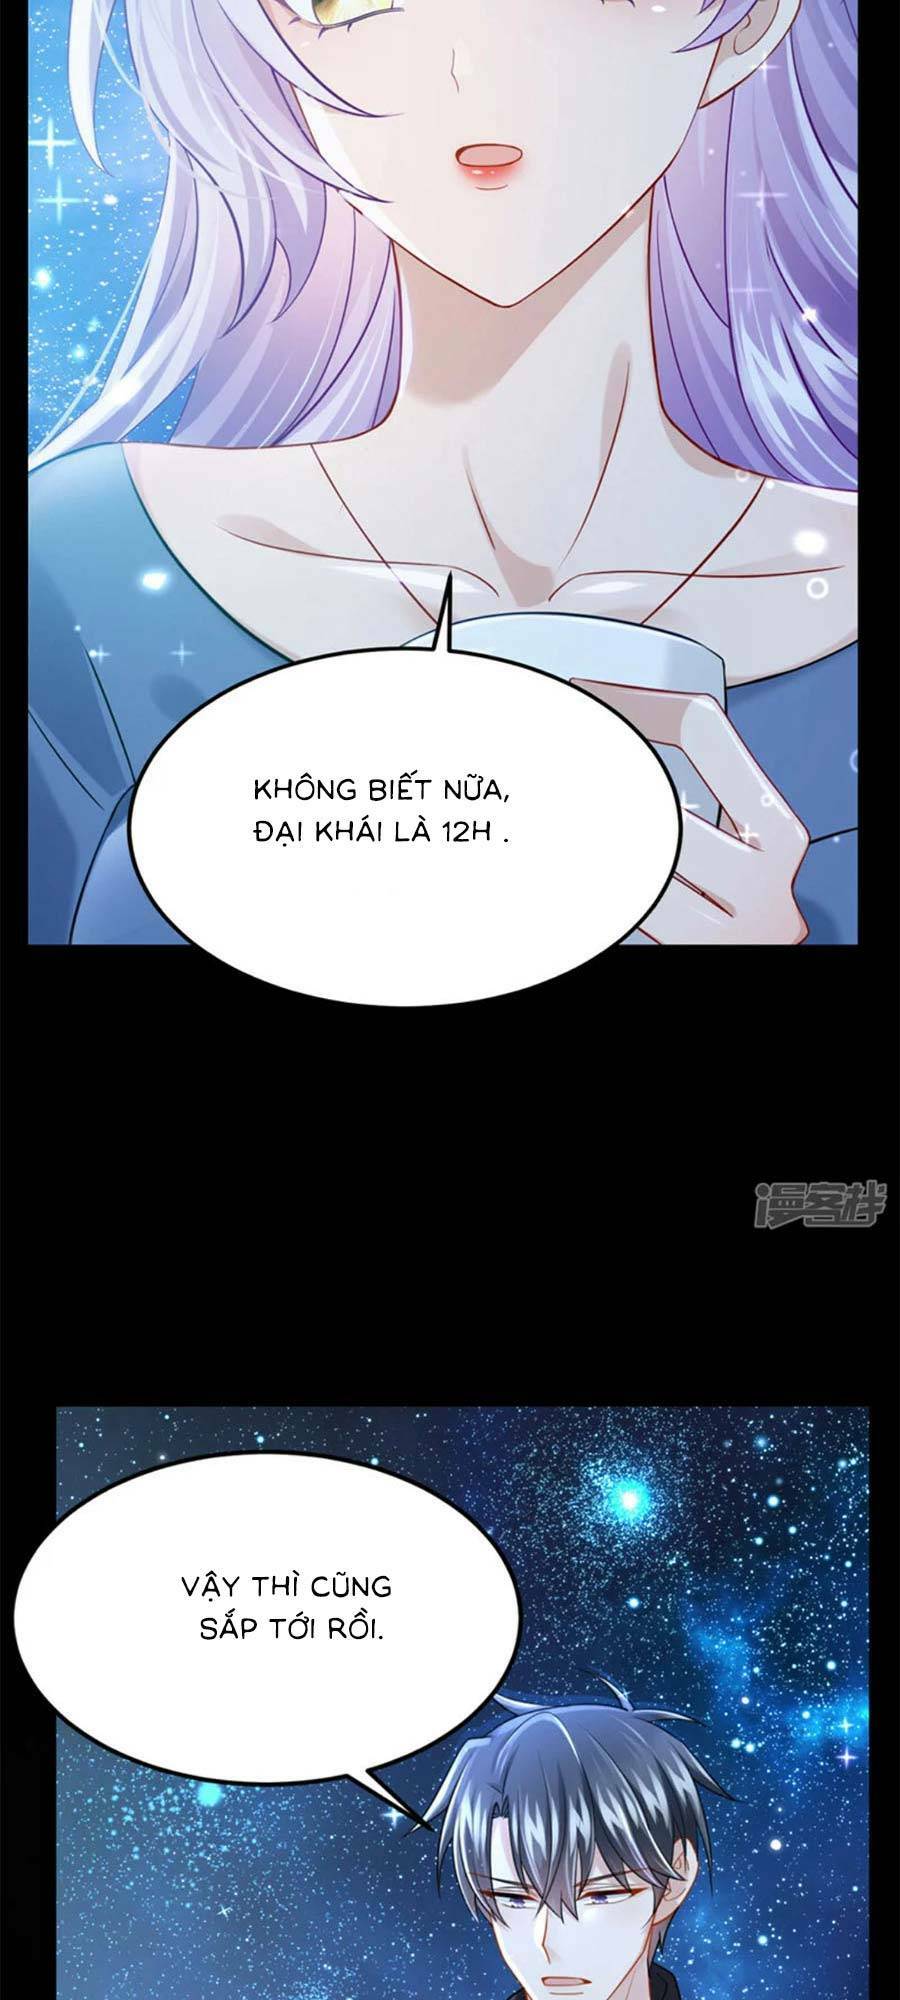 KHÔNG BIẾT NỮA,
ĐẠI KHÁI LÀ 12H .
漫客栈
VẬY THÌ CŨNG
SẮP TỚI RỒI.